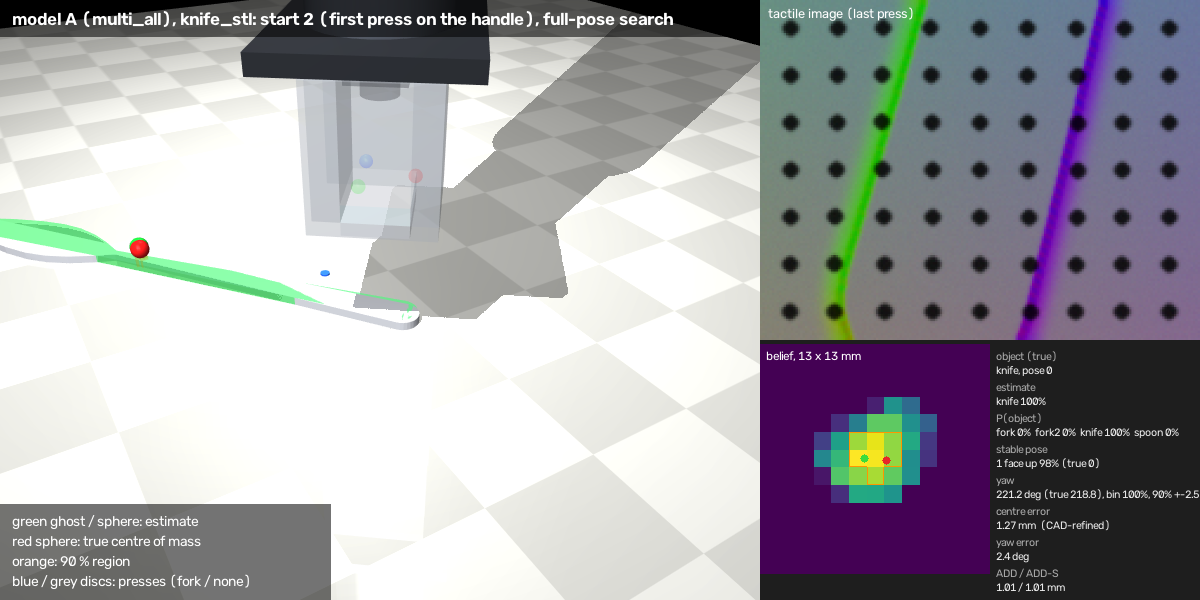 model A (multi_all), knife_stl: start 2 (first press on the handle), full-pose search
tactile image (last press)
belief, 13 x 13 mm
object (true)
knife, pose 0
estimate
knife 100%
P(object)
fork 0% fork2 0% knife 100% spoon 0%
stable pose
1 face up 98% (true 0)
yaw
221.2 deg (true 218.8), bin 100%, 90% +-2.5
centre error
1.27 mm (CAD-refined)
yaw error
2.4 deg
ADD / ADD-S
1.01 / 1.01 mm
green ghost / sphere: estimate
red sphere: true centre of mass
orange: 90 % region
blue / grey discs: presses (fork / none)